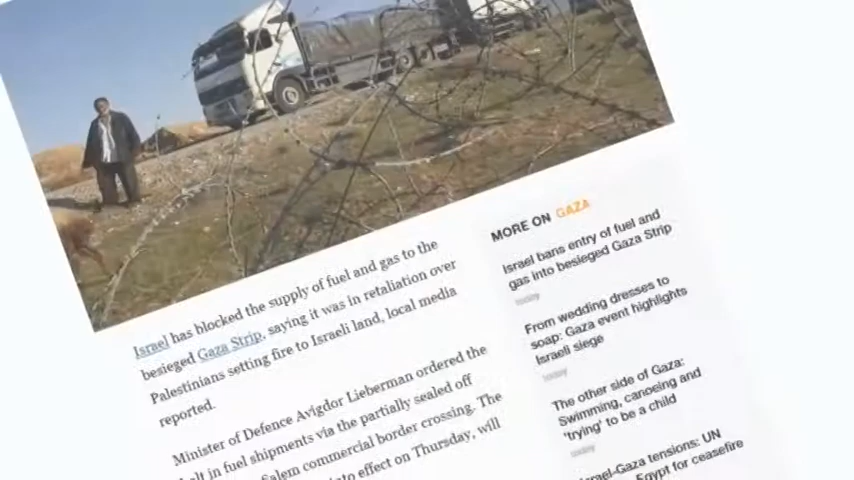 Israel has blocked the supply of fuel and gas to the
besieged Gaza Strip, saying it was in retaliation over
Palestinians setting fire to Israeli land, local media
reported.
Minister of Defence Avigdor Lieberman ordered the
in fuel shipments via the partially sealed off
commercial border crossing. The
effect on Thursday, will
MORE ON GAZA
Israel bans entry of fuel and
gas into besieged Gaza Strip
today
From wedding dresses to
soap: Gaza event highlights
Israeli siege
today
The other side of Gaza:
Swimming, canoeing and
'trying' to be a child
today
Israel-Gaza tensions: UN
Egypt for ceasefire